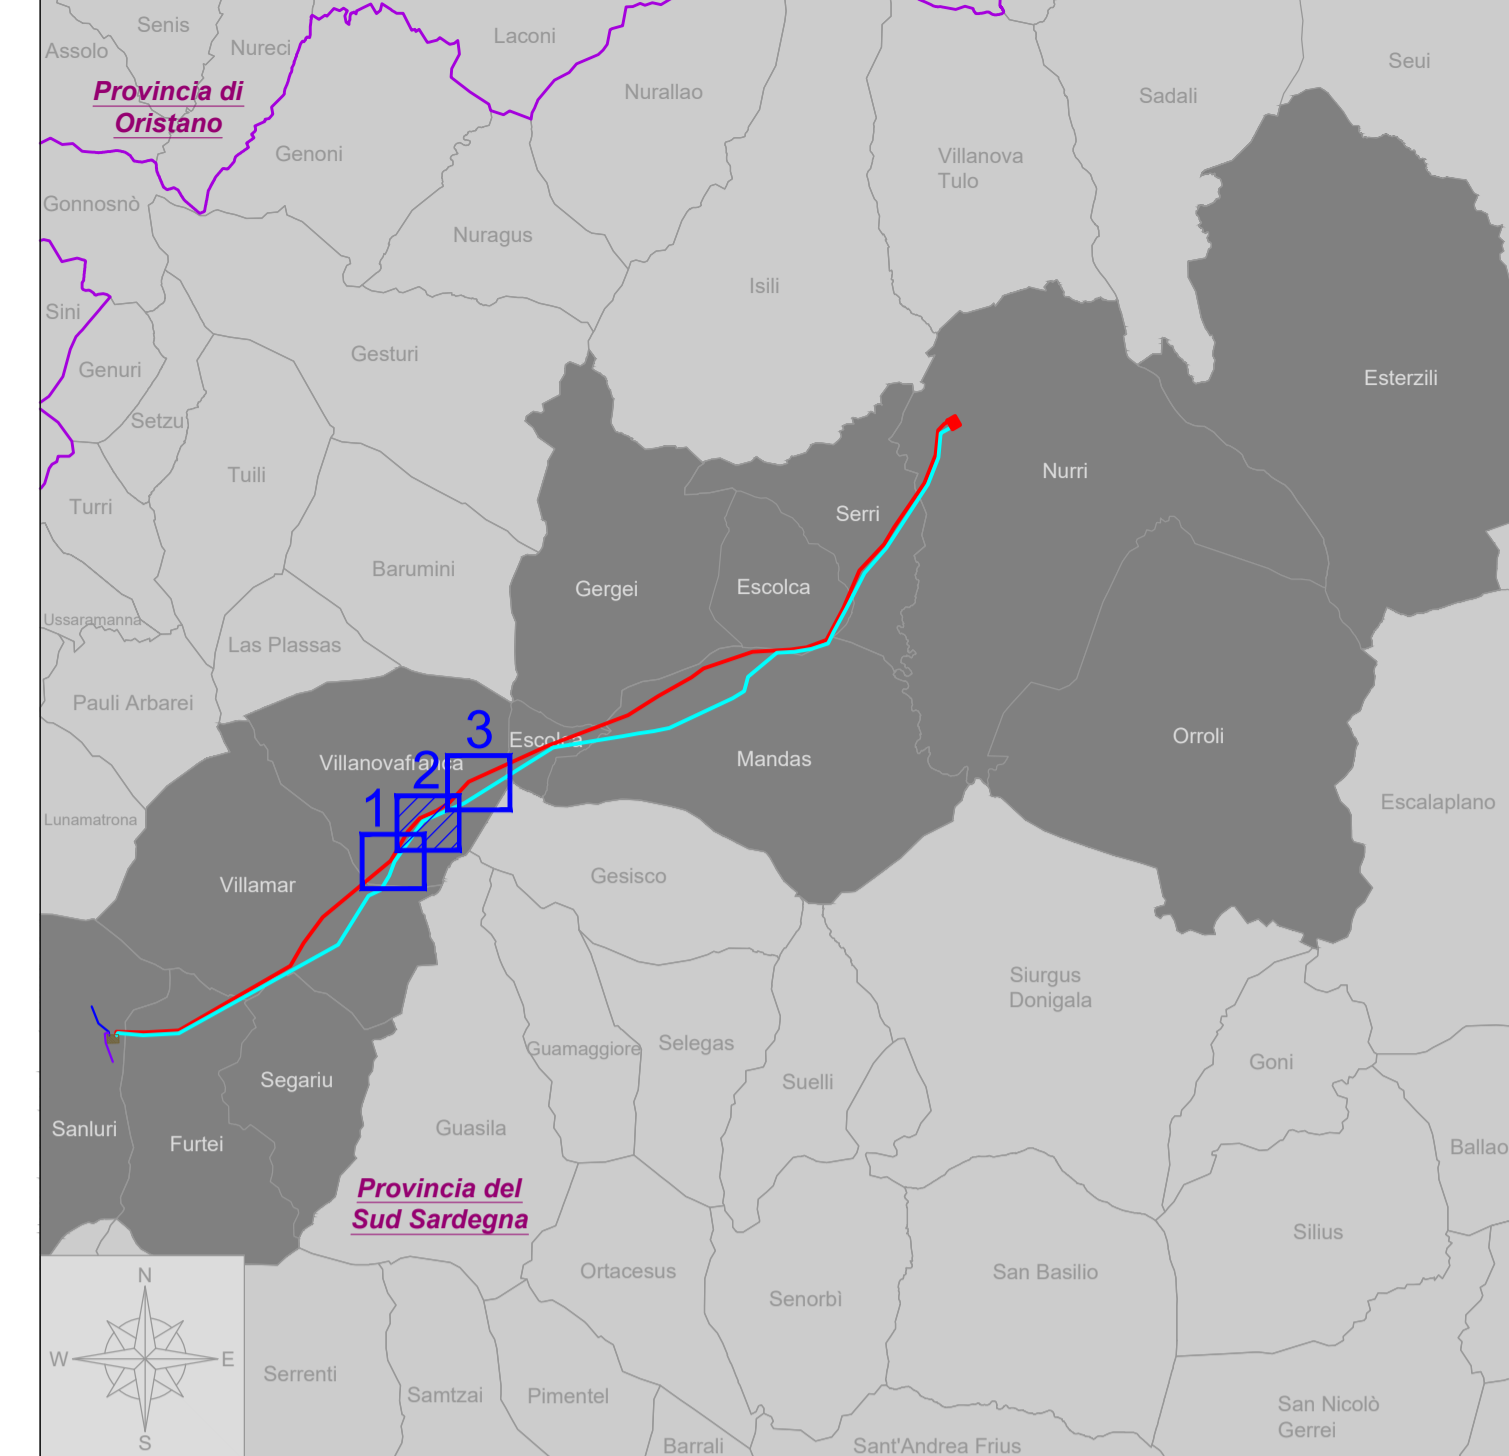 Senis
Assolo
Nureci
Laconi
Seui
Provincia di
Oristano
Nurallao
Sadali
Genoni
Villanova
Tulo
Gonnosnò
Nuragus
Isili
Sini
Gesturi
Genuri
Esterzili
Setzu
Tuili
Nurri
Turri
Serri
Barumini
Gergei
Escolca
Ussaramanna
Las Plassas
Pauli Arbarei
3
Escolca
Orroli
Villanovafranca
Mandas
2
1
Escalaplano
Lunamatrona
Gesisco
Villamar
Siurgus
Donigala
Guamaggiore
Selegas
Goni
Segariu
Suelli
Sanluri
Guasila
Furtei
Ballao
Provincia del
Sud Sardegna
Silius
Ortacesus
San Basilio
Senorbì
N
W
E
S
Serrenti
Samtzai
Pimentel
San Nicolò
Gerrei
Barrali
Sant'Andrea Frius